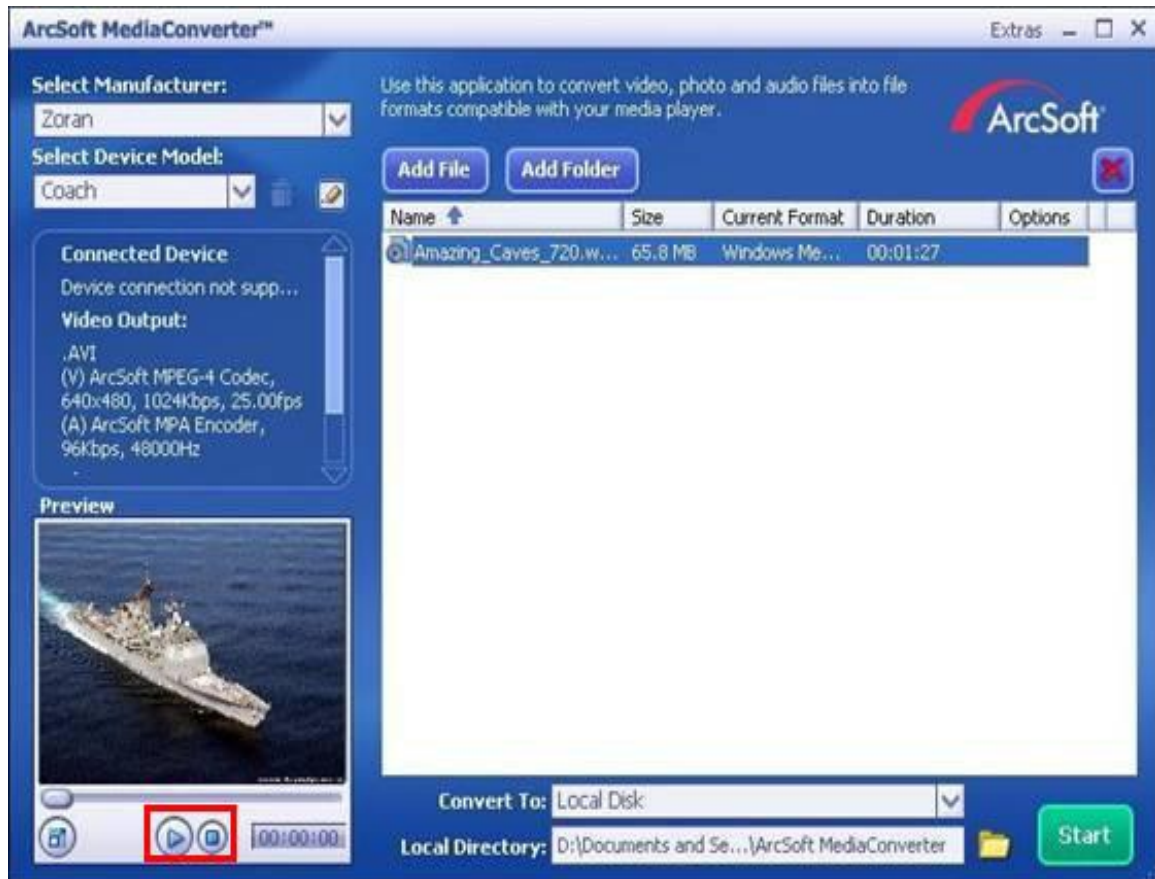 ArcSoft MediaConverter™
Extras
Select Manufacturer:
Zoran
Select Device Model:
Coach
Connected Device
Device connection not supp...
Video Output:
.AVI
(V) ArcSoft MPEG-4 Codec,
640x480, 1024Kbps, 25.00fps
(A) ArcSoft MPA Encoder,
96Kbps, 48000Hz
Preview
00:00:00
Use this application to convert video, photo and audio files into file
formats compatible with your media player.
ArcSoft
Add File Add Folder
Name Size Current Format Duration Options
Amazing_Caves_720.w... 65.8 MB Windows Me... 00:01:27
Convert To: Local Disk
Local Directory: D:\Documents and Se...\ArcSoft MediaConverter
Start